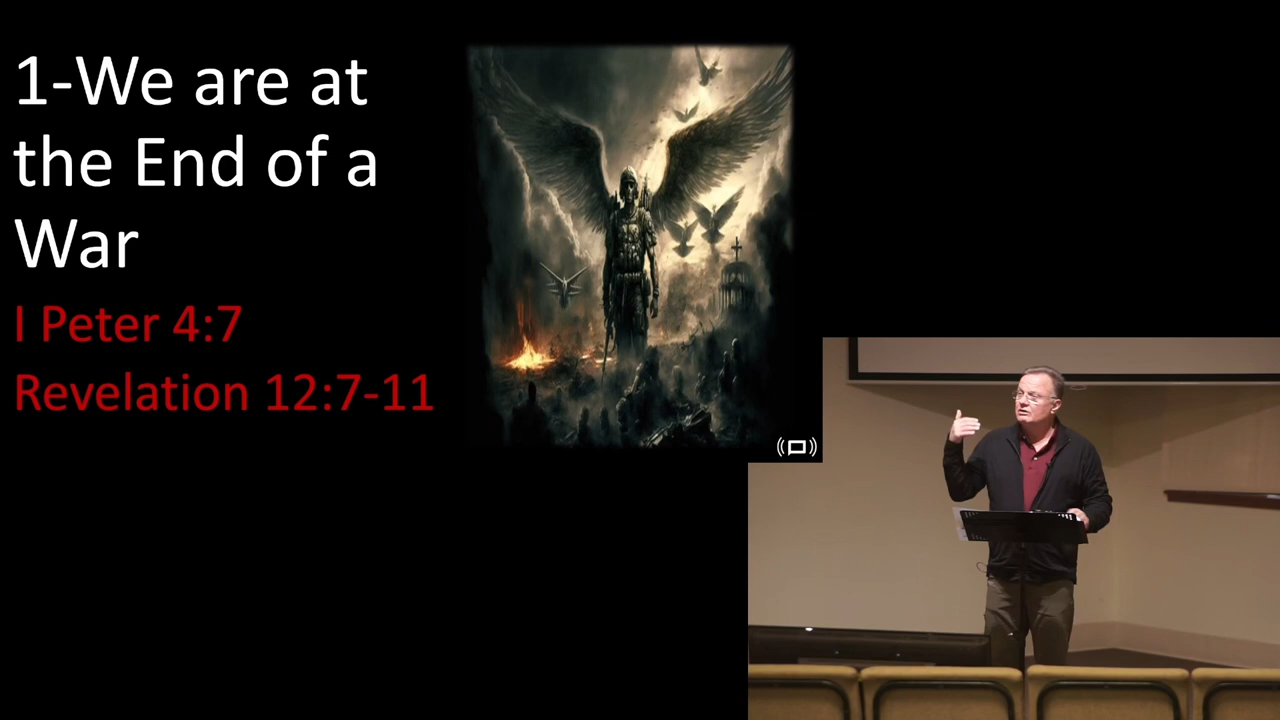 1-We are at
the End of a
War
I Peter 4:7
Revelation 12:7-11